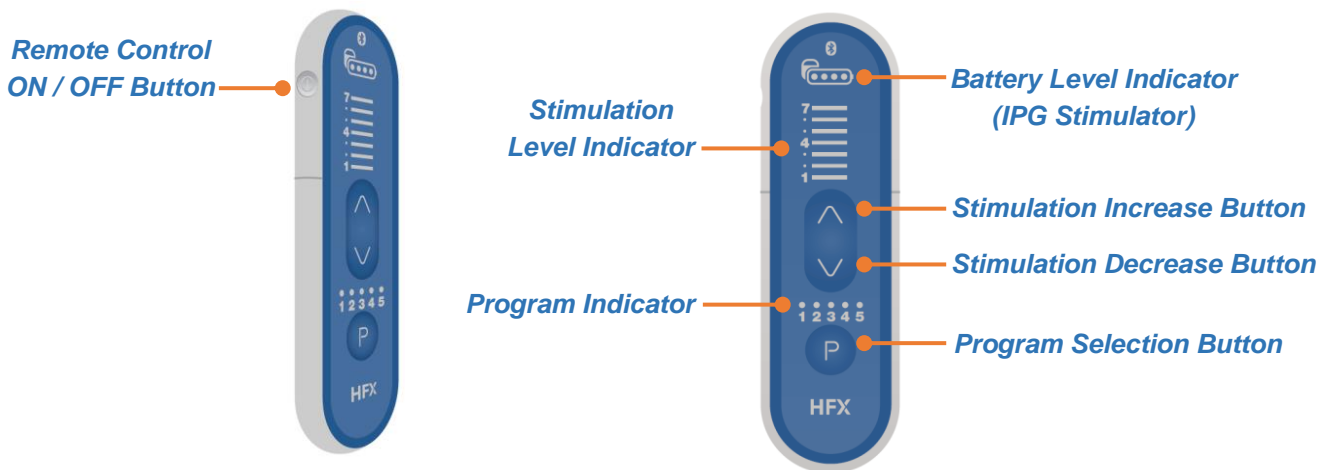 Remote Control
ON / OFF Button
7
4
1
1 2 3 4 5
P
HFX
Stimulation
Level Indicator
Program Indicator
7
4
1
1 2 3 4 5
P
HFX
Battery Level Indicator
(IPG Stimulator)
Stimulation Increase Button
Stimulation Decrease Button
Program Selection Button